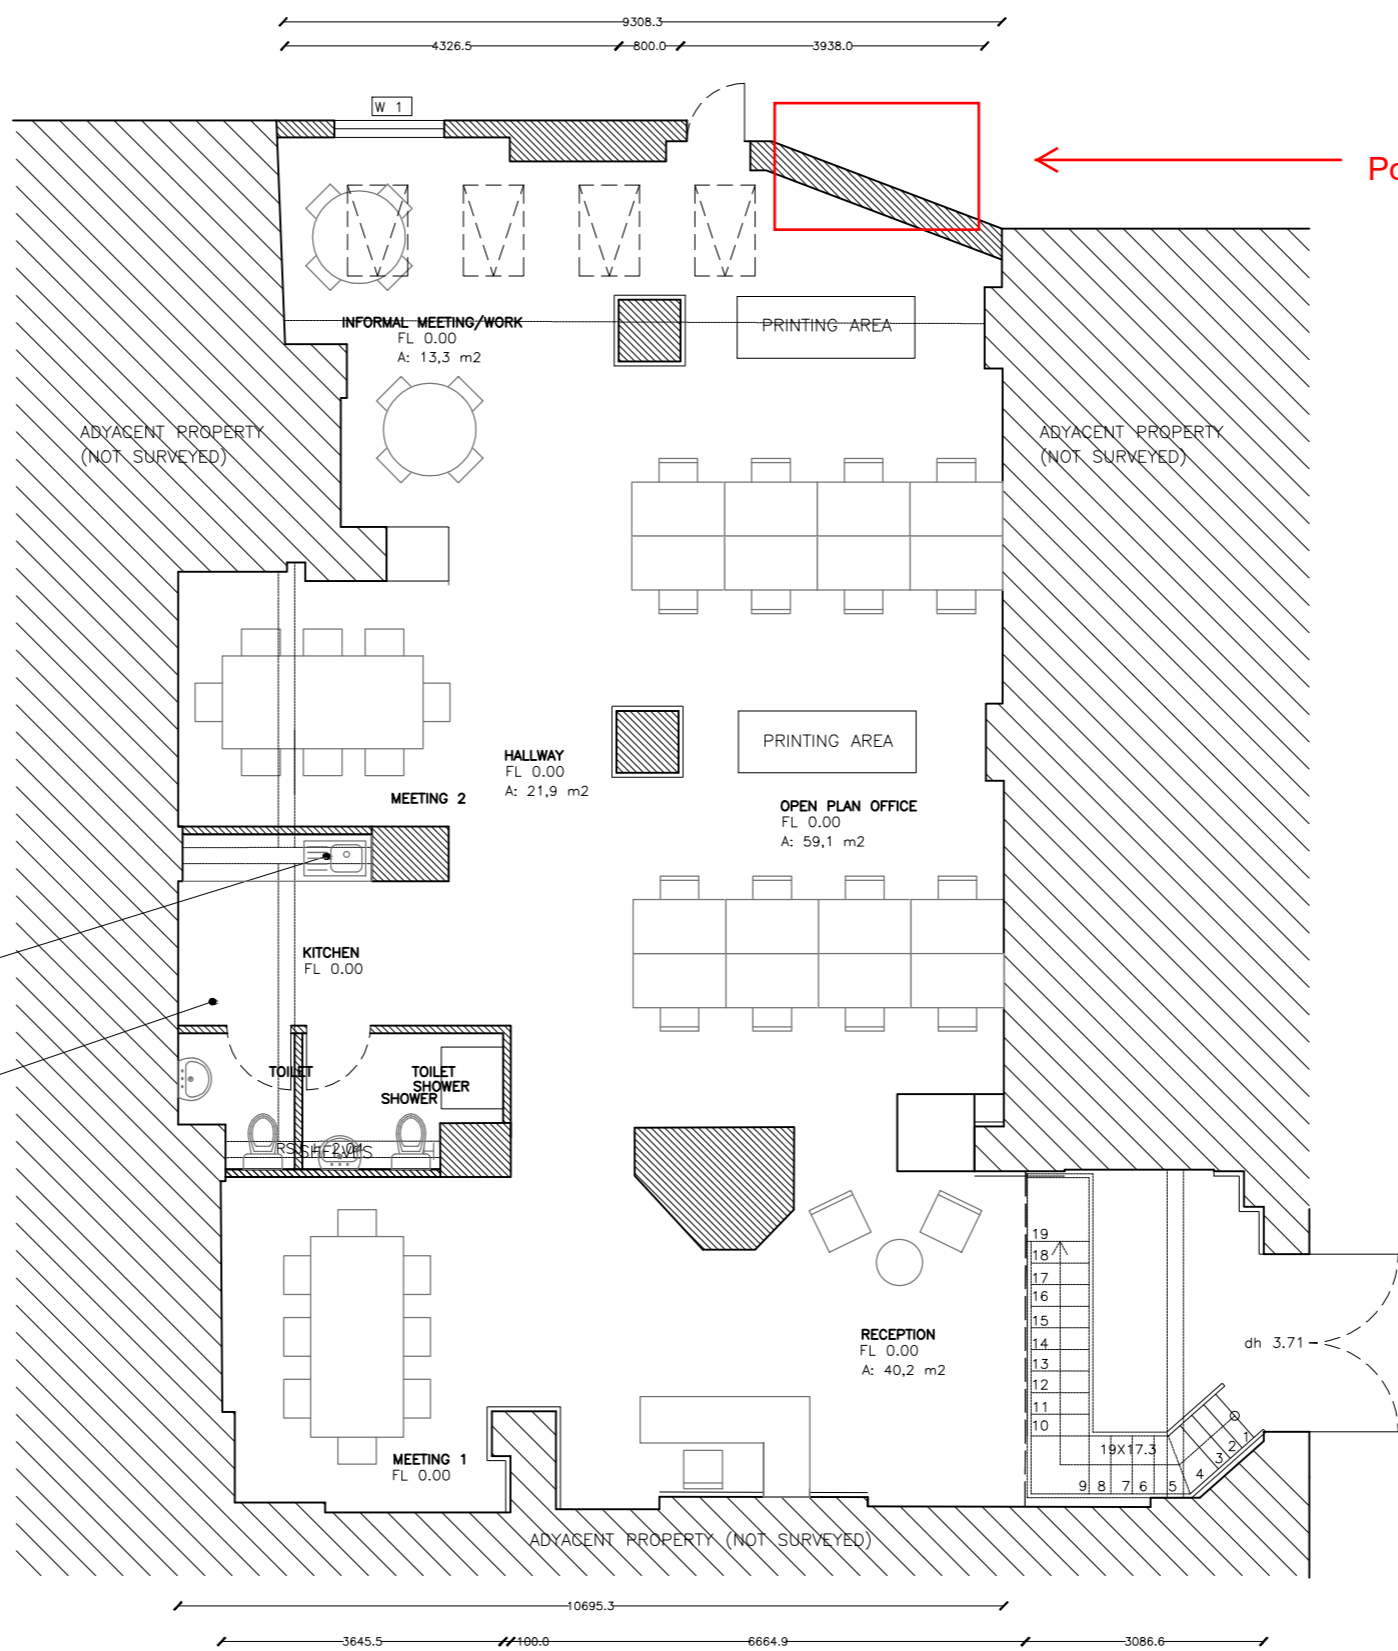 9308.3
4326.5
800.0
3938.0
W 1
Po
INFORMAL MEETING/WORK
FL 0.00
A: 13,3 m2
PRINTING AREA
ADYACENT PROPERTY
(NOT SURVEYED)
ADYACENT PROPERTY
(NOT SURVEYED)
HALLWAY
FL 0.00
A: 21,9 m2
PRINTING AREA
MEETING 2
OPEN PLAN OFFICE
FL 0.00
A: 59,1 m2
KITCHEN
FL 0.00
TOILET
TOILET
SHOWER
SHOWER
SHELVES
19
18
17
16
15
14
13
12
11
10
9
8
7
6
5
4
3
2
1
19X17.3
dh 3.71
RECEPTION
FL 0.00
A: 40,2 m2
MEETING 1
FL 0.00
ADYACENT PROPERTY (NOT SURVEYED)
10695.3
3645.5
100.0
6664.9
3086.6